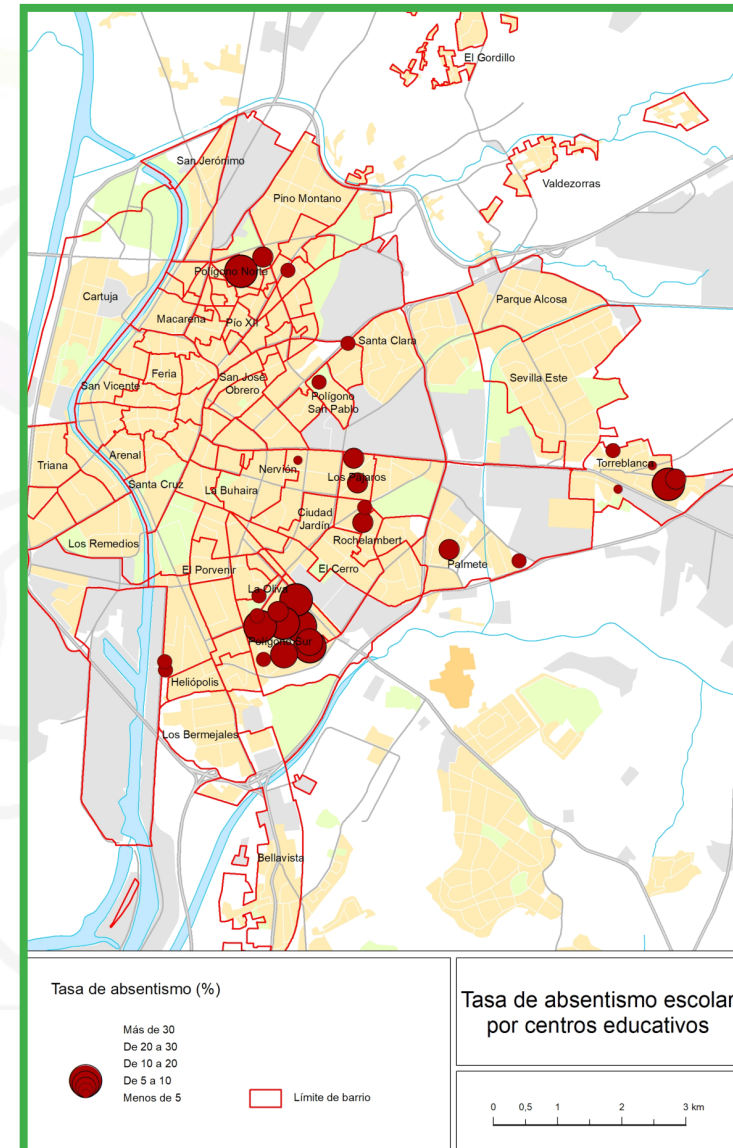 El Gordillo
San Jerónimo
Valdezorras
Pino Montano
Polígono Norte
Cartuja
Parque Alcosa
Macarena
Pío XII
Santa Clara
Feria
San José
Obrero
Sevilla Este
San Vicente
Polígono
San Pablo
Arenal
Triana
Nervión
Torreblanca
Los Pájaros
Santa Cruz
La Buhaira
Ciudad
Jardín
Los Remedios
Rochelambert
El Porvenir
El Cerro
Palmete
La Oliva
Polígono Sur
Heliópolis
Los Bermejales
Bellavista
Tasa de absentismo (%)
Más de 30
De 20 a 30
De 10 a 20
De 5 a 10
Menos de 5
Límite de barrio
Tasa de absentismo escolar
por centros educativos
0 0,5 1 2 3 km